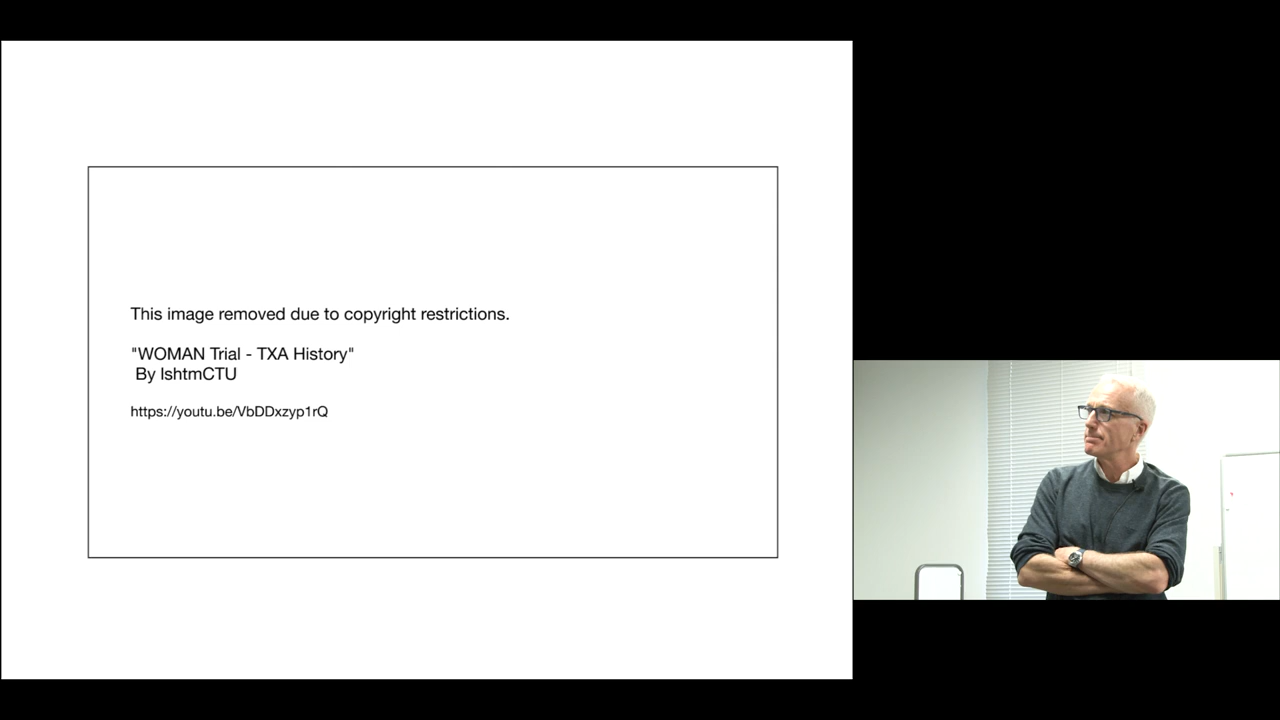 This image removed due to copyright restrictions.
"WOMAN Trial - TXA History"
By lshtmCTU
https://youtu.be/VbDDxzyp1rQ